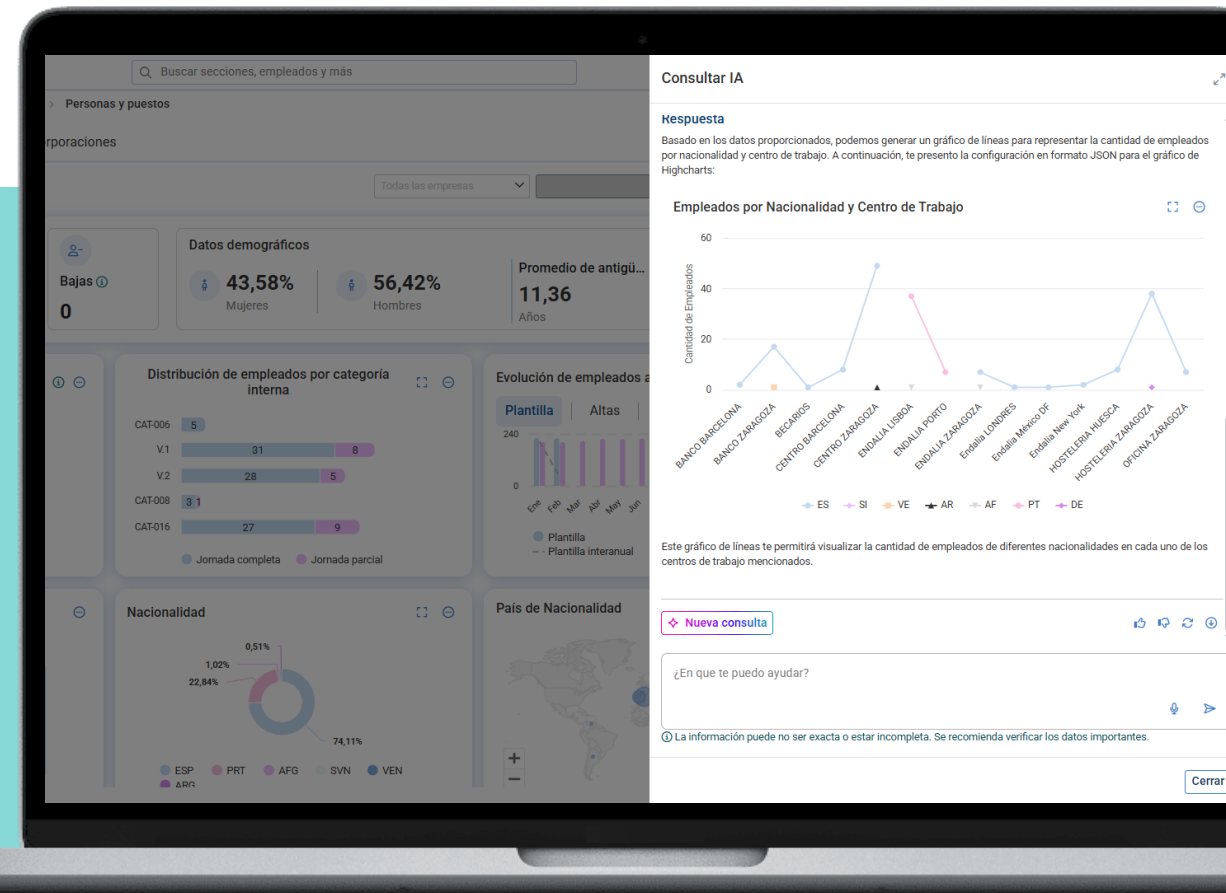 Buscar secciones, empleados y más
> Personas y puestos
rporaciones
Todas las empresas
Bajas
0
Datos demográficos
43,58%
Mujeres
56,42%
Hombres
Promedio de antigü...
11,36
Años
Distribución de empleados por categoría
interna
CAT-006 5
V.1 31 8
V.2 28 5
CAT-008 3 1
CAT-016 27 9
Jornada completa Jornada parcial
Evolución de empleados a
Plantilla Altas
240
0
Ene Feb Mar Abr May Jun
Plantilla
Plantilla interanual
Nacionalidad
0,51%
1,02%
22,84%
74,11%
ESP PRT AFG SVN VEN
ARG
País de Nacionalidad
+
−
Consultar IA
Respuesta
Basado en los datos proporcionados, podemos generar un gráfico de líneas para representar la cantidad de empleados
por nacionalidad y centro de trabajo. A continuación, te presento la configuración en formato JSON para el gráfico de
Highcharts:
Empleados por Nacionalidad y Centro de Trabajo
Cantidad de Empleados
60
40
20
0
BANCO BARCELONA
BANCO ZARAGOZA
BECARIOS
CENTRO BARCELONA
CENTRO ZARAGOZA
ENDALIA LISBOA
ENDALIA PORTO
ENDALIA ZARAGOZA
Endalia LONDRES
Endalia México DF
Endalia New York
HOSTELERIA HUESCA
HOSTELERIA ZARAGOZA
OFICINA ZARAGOZA
ES SI VE AR AF PT DE
Este gráfico de líneas te permitirá visualizar la cantidad de empleados de diferentes nacionalidades en cada uno de los
centros de trabajo mencionados.
Nueva consulta
¿En que te puedo ayudar?
La información puede no ser exacta o estar incompleta. Se recomienda verificar los datos importantes.
Cerrar